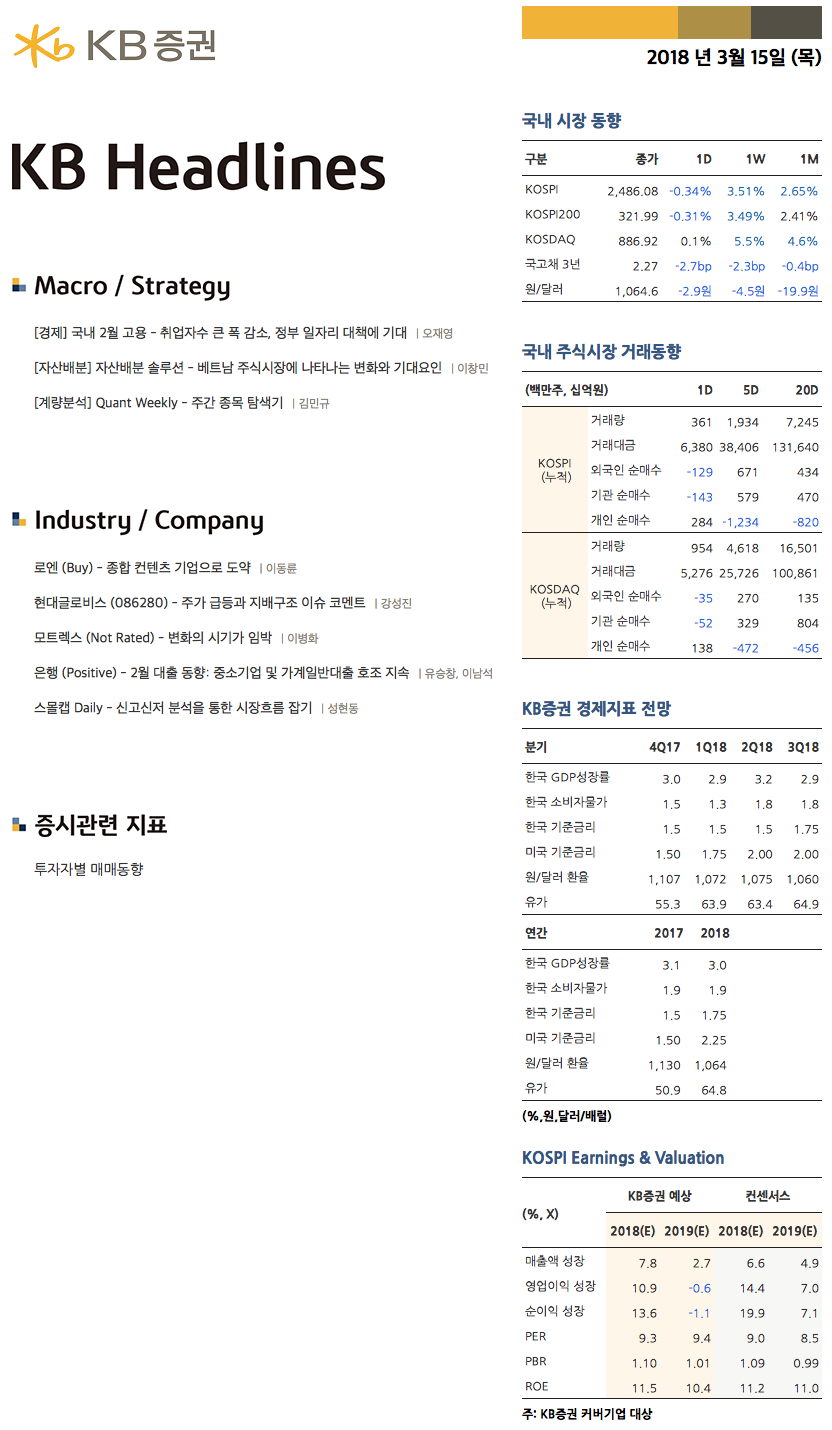 KB 증권
2018 년 3월 15일 (목)
KB Headlines
Macro / Strategy
[경제] 국내 2월 고용 – 취업자수 큰 폭 감소, 정부 일자리 대책에 기대 | 오재영
[자산배분] 자산배분 솔루션 – 베트남 주식시장에 나타나는 변화와 기대요인 | 이창민
[계량분석] Quant Weekly – 주간 종목 탐색기 | 김민규
Industry / Company
로엔 (Buy) – 종합 컨텐츠 기업으로 도약 | 이동륜
현대글로비스 (086280) – 주가 급등과 지배구조 이슈 코멘트 | 강성진
모트렉스 (Not Rated) – 변화의 시기가 임박 | 이병화
은행 (Positive) – 2월 대출 동향: 중소기업 및 가계일반대출 호조 지속 | 유승창, 이남석
스몰캡 Daily – 신고신저 분석을 통한 시장흐름 잡기 | 성현동
증시관련 지표
투자자별 매매동향
국내 시장 동향
구분 종가 1D 1W 1M
KOSPI 2,486.08 -0.34% 3.51% 2.65%
KOSPI200 321.99 -0.31% 3.49% 2.41%
KOSDAQ 886.92 0.1% 5.5% 4.6%
국고채 3년 2.27 -2.7bp -2.3bp -0.4bp
원/달러 1,064.6 -2.9원 -4.5원 -19.9원
국내 주식시장 거래동향
(백만주, 십억원) 1D 5D 20D
KOSPI
(누적)
거래량 361 1,934 7,245
거래대금 6,380 38,406 131,640
외국인 순매수 -129 671 434
기관 순매수 -143 579 470
개인 순매수 284 -1,234 -820
KOSDAQ
(누적)
거래량 954 4,618 16,501
거래대금 5,276 25,726 100,861
외국인 순매수 -35 270 135
기관 순매수 -52 329 804
개인 순매수 138 -472 -456
KB증권 경제지표 전망
분기 4Q17 1Q18 2Q18 3Q18
한국 GDP성장률 3.0 2.9 3.2 2.9
한국 소비자물가 1.5 1.3 1.8 1.8
한국 기준금리 1.5 1.5 1.5 1.75
미국 기준금리 1.50 1.75 2.00 2.00
원/달러 환율 1,107 1,072 1,075 1,060
유가 55.3 63.9 63.4 64.9
연간 2017 2018
한국 GDP성장률 3.1 3.0
한국 소비자물가 1.9 1.9
한국 기준금리 1.5 1.75
미국 기준금리 1.50 2.25
원/달러 환율 1,130 1,064
유가 50.9 64.8
(%,원,달러/배럴)
KOSPI Earnings & Valuation
(%, X) KB증권 예상 컨센서스
2018(E) 2019(E) 2018(E) 2019(E)
매출액 성장 7.8 2.7 6.6 4.9
영업이익 성장 10.9 -0.6 14.4 7.0
순이익 성장 13.6 -1.1 19.9 7.1
PER 9.3 9.4 9.0 8.5
PBR 1.10 1.01 1.09 0.99
ROE 11.5 10.4 11.2 11.0
주: KB증권 커버기업 대상